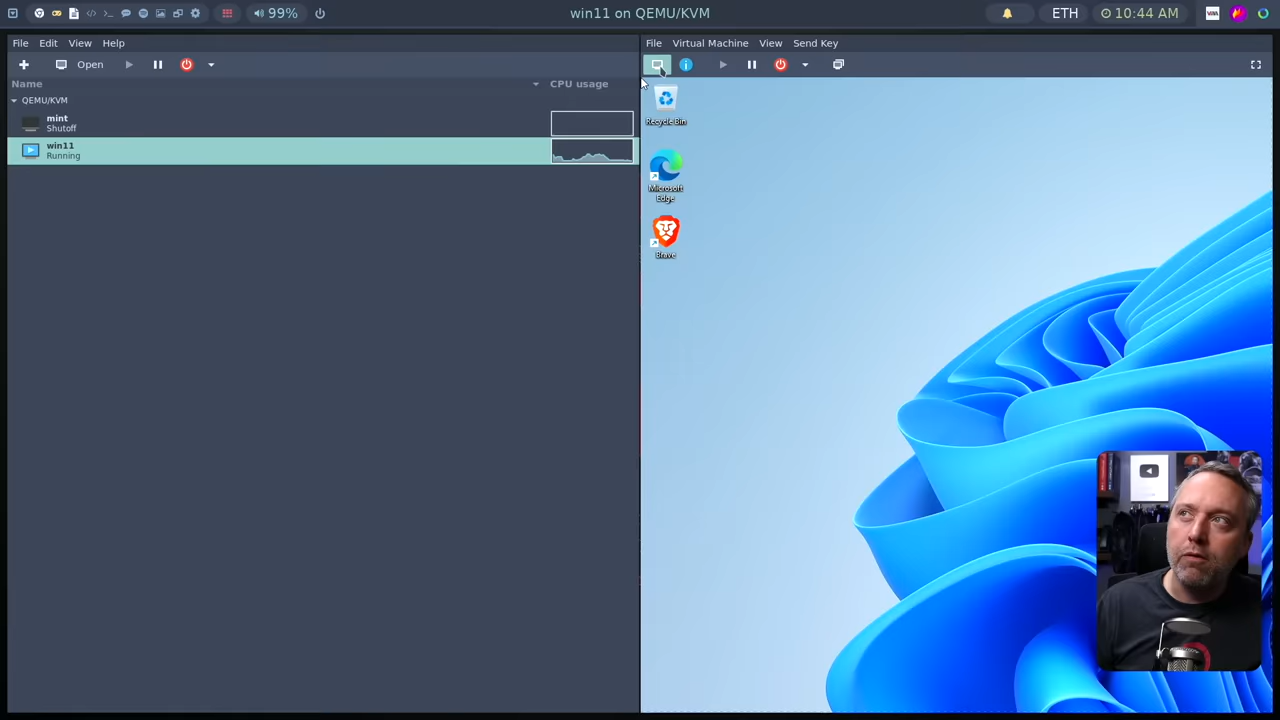 99%
win11 on QEMU/KVM
ETH
10:44 AM
File Edit View Help
Open
Name
CPU usage
QEMU/KVM
mint
Shutoff
win11
Running
File Virtual Machine View Send Key
Recycle Bin
Microsoft
Edge
Brave